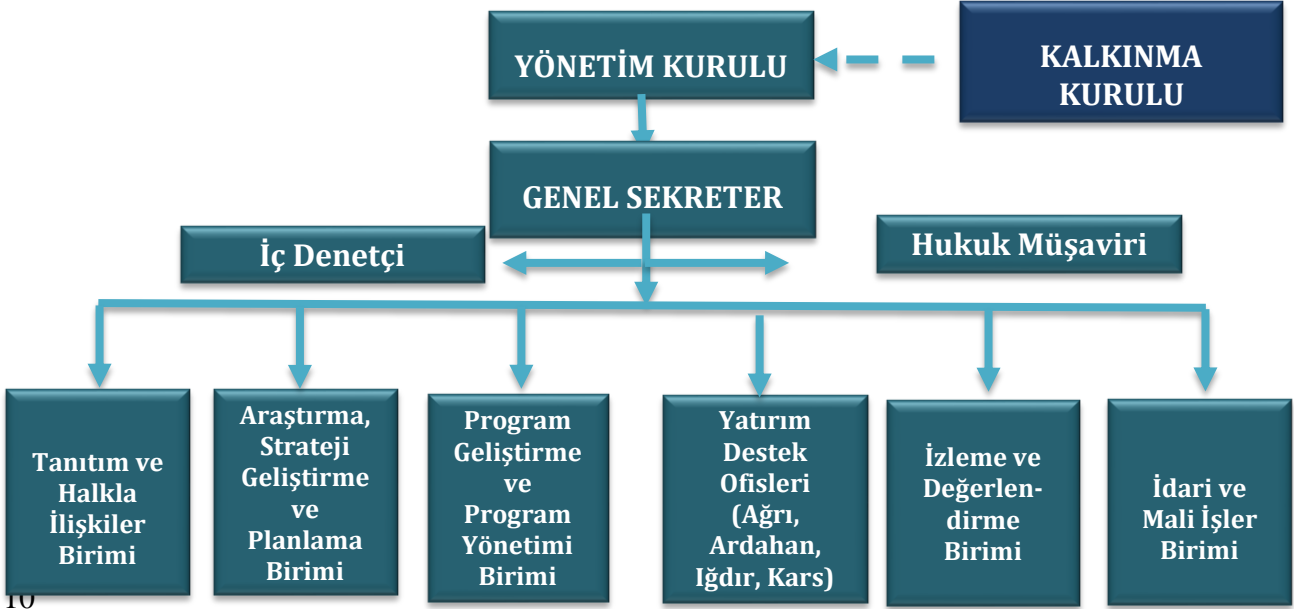 YÖNETİM KURULU
KALKINMA
KURULU
GENEL SEKRETER
İç Denetçi
Hukuk Müşaviri
Tanıtım ve
Halkla
İlişkiler
Birimi
Araştırma,
Strateji
Geliştirme
ve
Planlama
Birimi
Program
Geliştirme
ve
Program
Yönetimi
Birimi
Yatırım
Destek
Ofisleri
(Ağrı,
Ardahan,
Iğdır, Kars)
İzleme ve
Değerlen-
dirme
Birimi
İdari ve
Mali İşler
Birimi
10